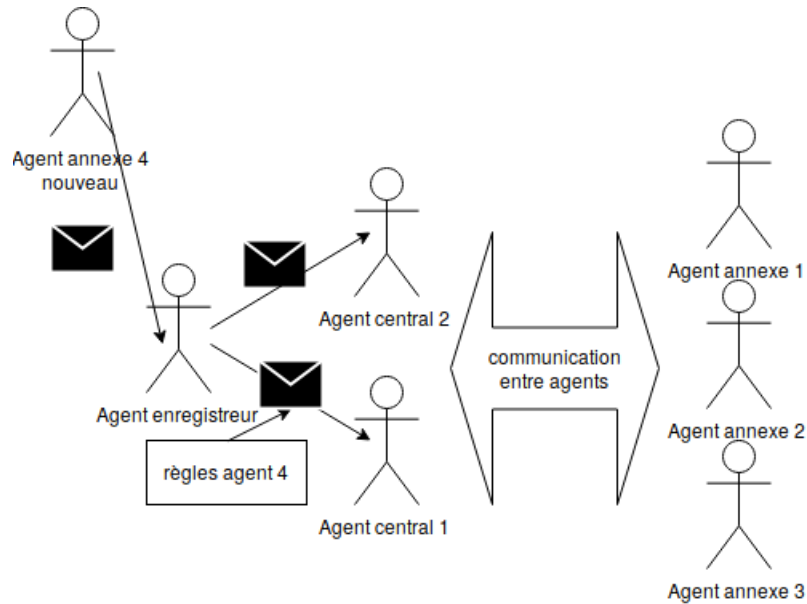 Agent annexe 4
nouveau
Agent central 2
Agent annexe 1
communication
entre agents
Agent enregistreur
règles agent 4
Agent central 1
Agent annexe 2
Agent annexe 3